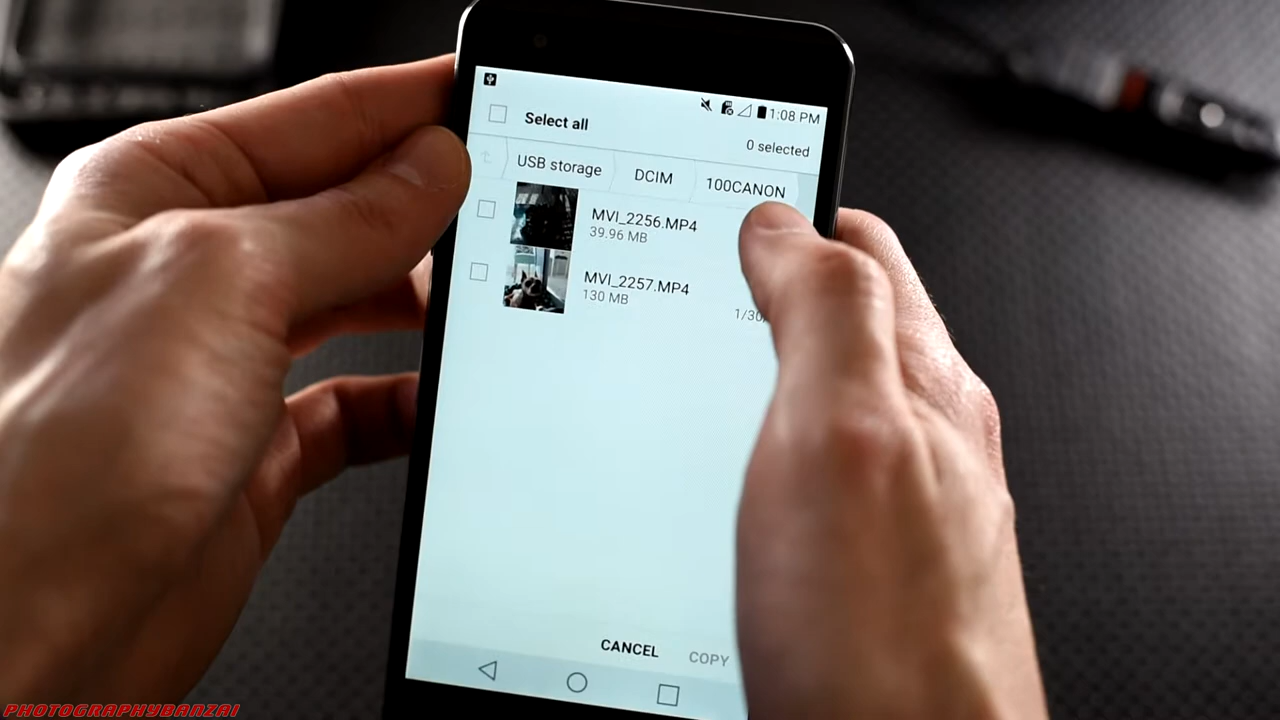 1:08 PM
Select all
0 selected
USB storage
DCIM
100CANON
MVI_2256.MP4
39.96 MB
MVI_2257.MP4
130 MB
1/30/
CANCEL
COPY
PHOTOGRAPHYBANZAI